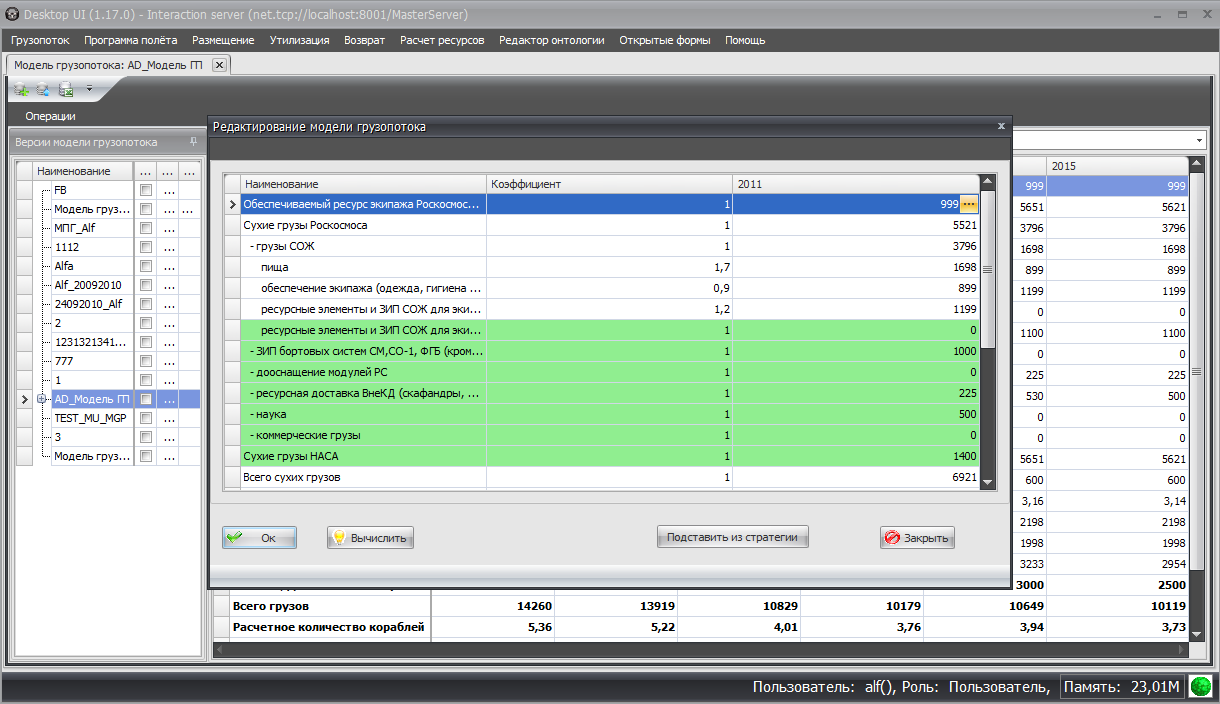 Desktop UI (1.17.0) - Interaction server (net.tcp://localhost:8001/MasterServer)
Грузопоток Программа полёта Размещение Утилизация Возврат Расчет ресурсов Редактор онтологии Открытые формы Помощь
Модель грузопотока: AD_Модель ГП
Операции
Версии модели грузопотока
Наименование ... ... ...
FB ...
Модель груз... ... ...
МПГ_Alf ...
1112 ...
Alfa ...
Alf_20092010 ...
24092010_Alf ...
2 ...
1231321341... ...
777 ...
1 ...
AD_Модель ГП ...
TEST_MU_MGP ...
3 ...
Модель груз... ...
Редактирование модели грузопотока x
Наименование Коэффициент 2011
Обеспечиваемый ресурс экипажа Роскосмос... 1 999 ...
Сухие грузы Роскосмоса 1 5521
- грузы СОЖ 1 3796
пища 1,7 1698
обеспечение экипажа (одежда, гигиена ... 0,9 899
ресурсные элементы и ЗИП СОЖ для эки... 1,2 1199
ресурсные элементы и ЗИП СОЖ для эки... 1 0
- ЗИП бортовых систем СМ,СО-1, ФГБ (кром... 1 1000
- дооснащение модулей РС 1 0
- ресурсная доставка ВнеКД (скафандры, ... 1 225
- наука 1 500
- коммерческие грузы 1 0
Сухие грузы НАСА 1 1400
Всего сухих грузов 1 6921
Ок Вычислить Подставить из стратегии Закрыть
2015
999 999
5651 5621
3796 3796
1698 1698
899 899
1199 1199
0 0
1100 1100
0 0
225 225
530 500
0 0
0 0
5651 5621
600 600
3,16 3,14
2198 2198
1998 1998
3233 2954
3000 2500
Всего грузов 14260 13919 10829 10179 10649 10119
Расчетное количество кораблей 5,36 5,22 4,01 3,76 3,94 3,73
Пользователь: alf(), Роль: Пользователь, Память: 23,01М